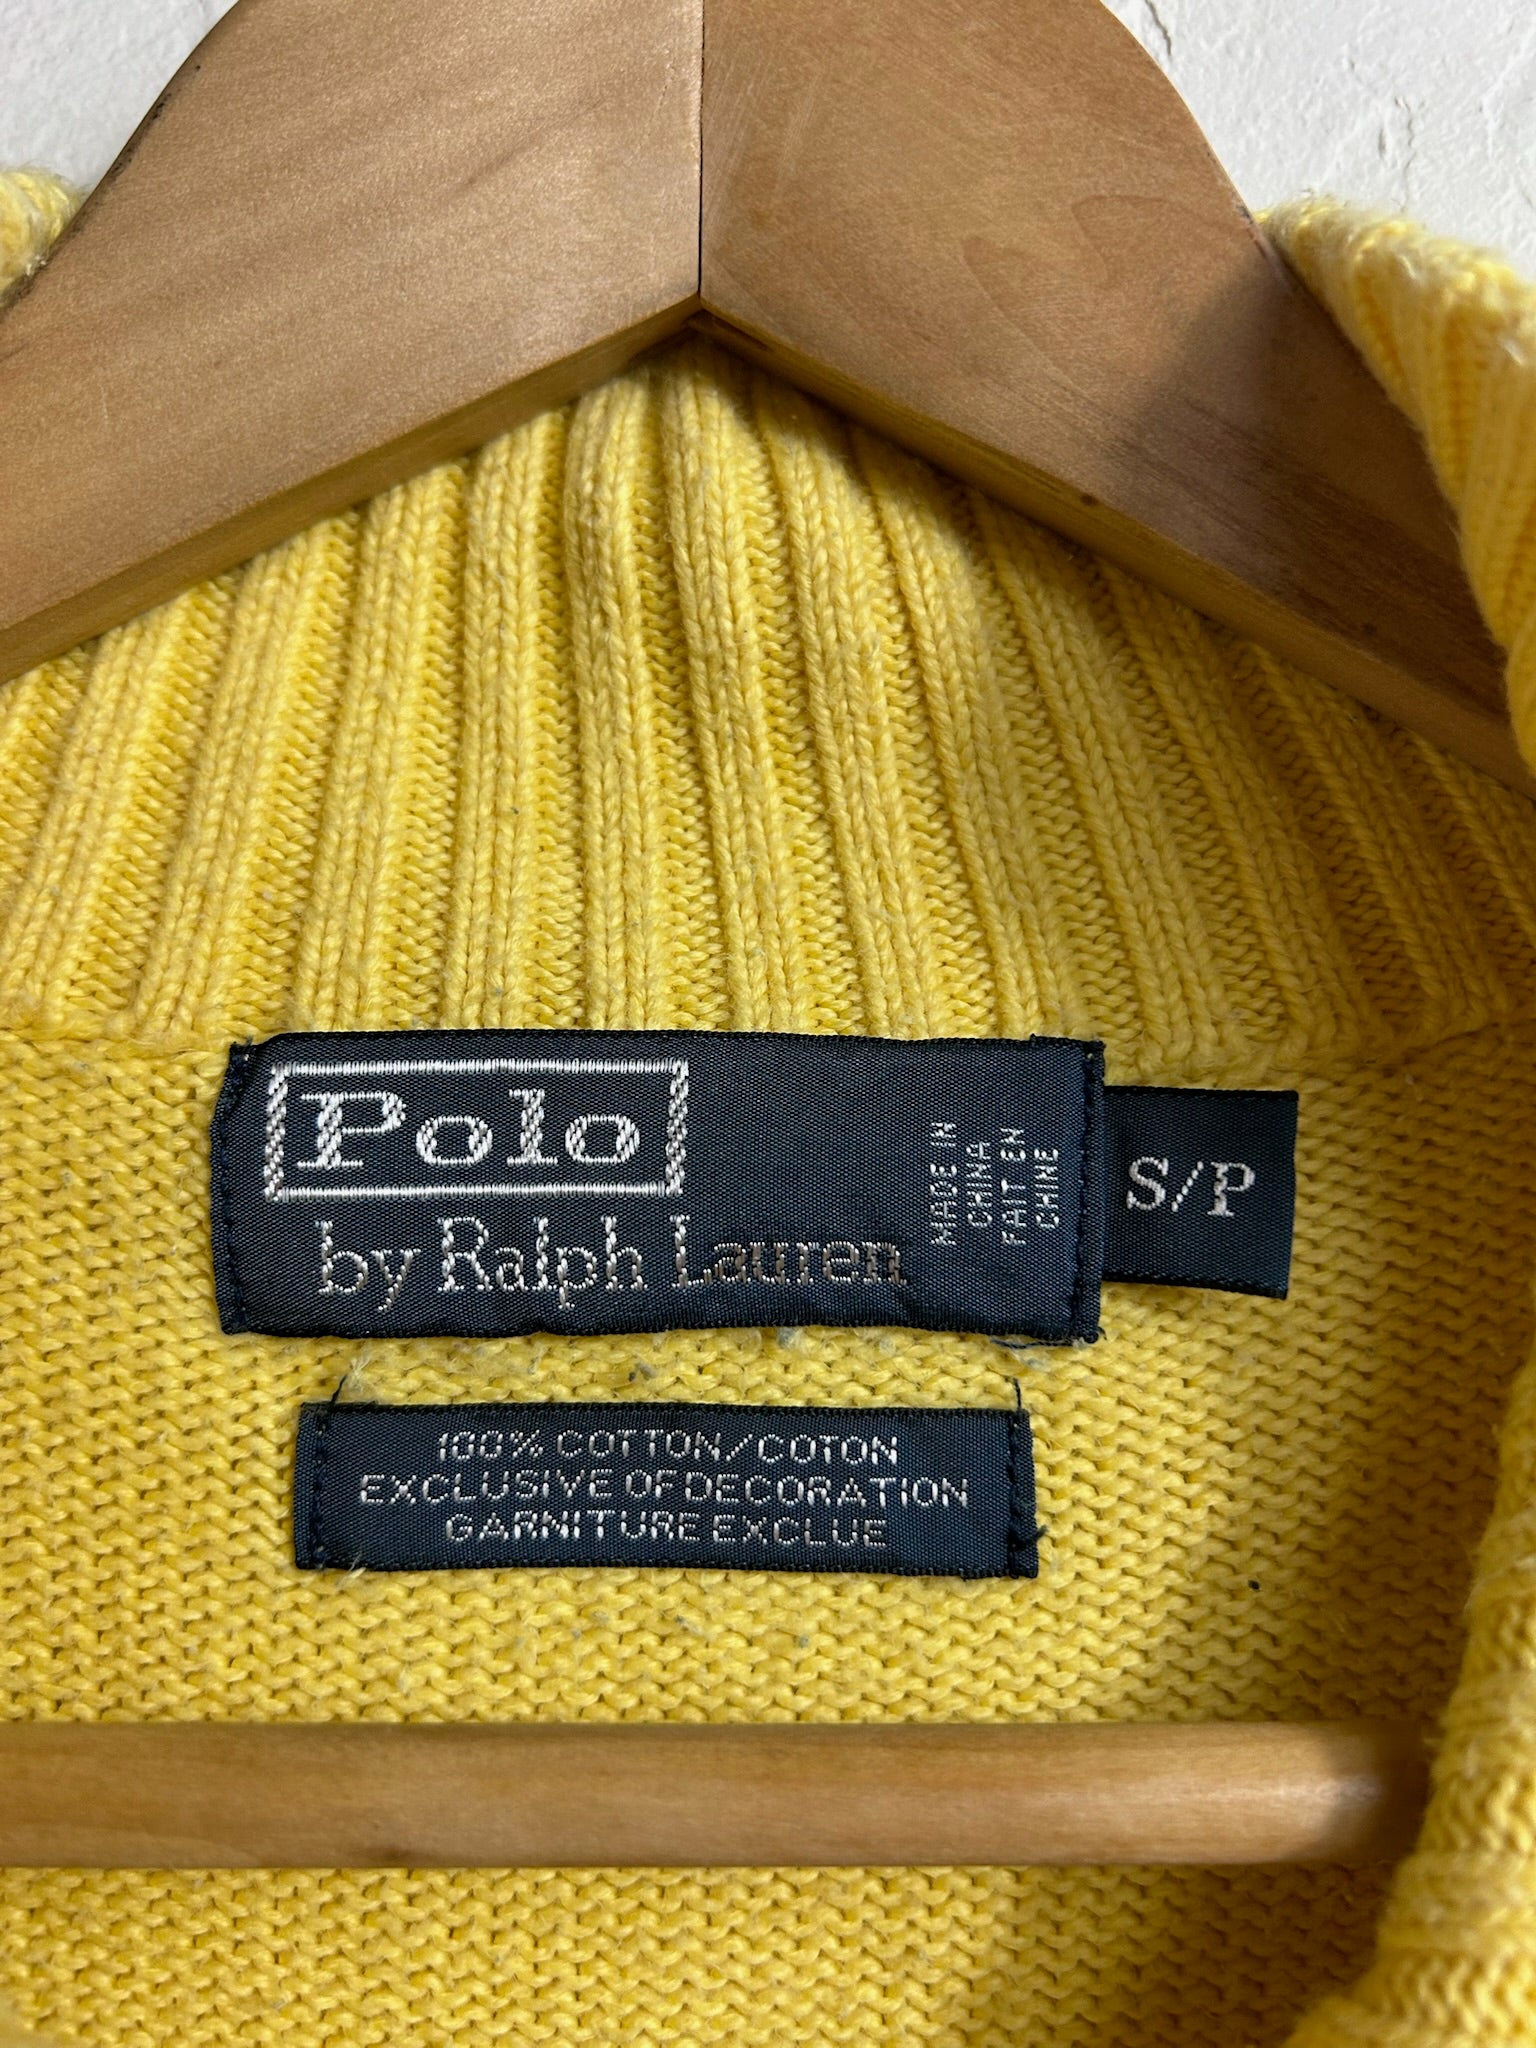 Polo
by Ralph Lauren
MADE IN
CHINA
FAIT EN
CHINE
S/P
100% COTTON/COTON
EXCLUSIVE OF DECORATION
GARNITURE EXCLUE